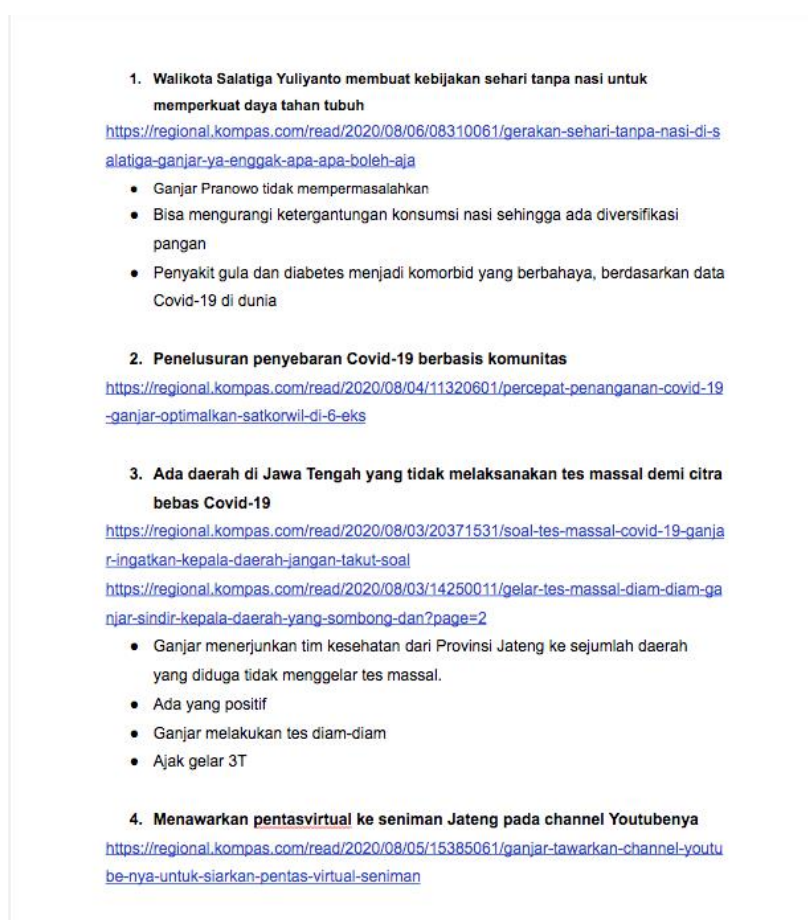 1. Walikota Salatiga Yuliyanto membuat kebijakan sehari tanpa nasi untuk
memperkuat daya tahan tubuh
https://regional.kompas.com/read/2020/08/06/08310061/gerakan-sehari-tanpa-nasi-di-s
alatiga-ganjar-ya-enggak-apa-apa-boleh-aja
● Ganjar Pranowo tidak mempermasalahkan
● Bisa mengurangi ketergantungan konsumsi nasi sehingga ada diversifikasi
pangan
● Penyakit gula dan diabetes menjadi komorbid yang berbahaya, berdasarkan data
Covid-19 di dunia
2. Penelusuran penyebaran Covid-19 berbasis komunitas
https://regional.kompas.com/read/2020/08/04/11320601/percepat-penanganan-covid-19
-ganjar-optimalkan-satkorwil-di-6-eks
3. Ada daerah di Jawa Tengah yang tidak melaksanakan tes massal demi citra
bebas Covid-19
https://regional.kompas.com/read/2020/08/03/20371531/soal-tes-massal-covid-19-ganja
r-ingatkan-kepala-daerah-jangan-takut-soal
https://regional.kompas.com/read/2020/08/03/14250011/gelar-tes-massal-diam-diam-ga
njar-sindir-kepala-daerah-yang-sombong-dan?page=2
● Ganjar menerjunkan tim kesehatan dari Provinsi Jateng ke sejumlah daerah
yang diduga tidak menggelar tes massal.
● Ada yang positif
● Ganjar melakukan tes diam-diam
● Ajak gelar 3T
4. Menawarkan pentasvirtual ke seniman Jateng pada channel Youtubenya
https://regional.kompas.com/read/2020/08/05/15385061/ganjar-tawarkan-channel-youtu
be-nya-untuk-siarkan-pentas-virtual-seniman